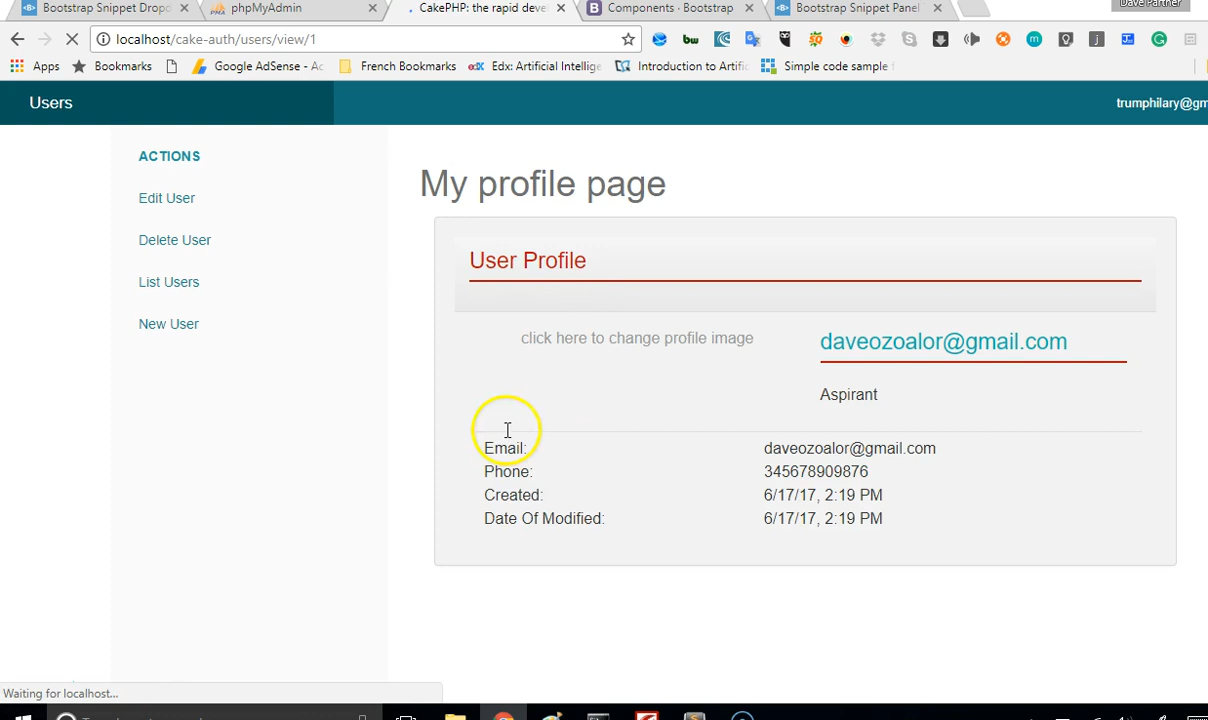 Bootstrap Snippet Dropd
phpMyAdmin
CakePHP: the rapid deve
Components · Bootstrap
Bootstrap Snippet Panel
Dave Partner
localhost/cake-auth/users/view/1
Apps
Bookmarks
Google AdSense - Ac
French Bookmarks
Edx: Artificial Intellige
Introduction to Artific
Simple code sample
Users
trumphilary@gm
ACTIONS
Edit User
Delete User
List Users
New User
My profile page
User Profile
click here to change profile image
daveozoalor@gmail.com
Aspirant
Email: daveozoalor@gmail.com
Phone: 345678909876
Created: 6/17/17, 2:19 PM
Date Of Modified: 6/17/17, 2:19 PM
Waiting for localhost...